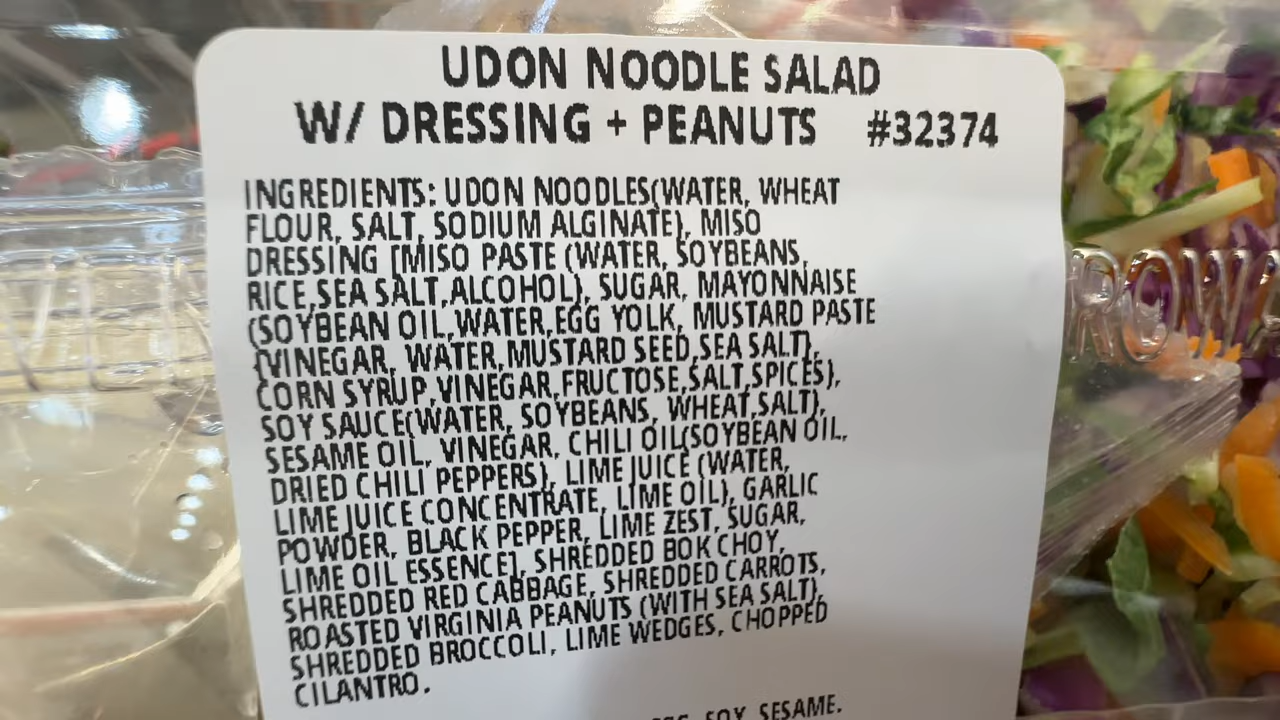 UDON NOODLE SALAD
W/ DRESSING + PEANUTS #32374
INGREDIENTS: UDON NOODLES(WATER, WHEAT
FLOUR, SALT, SODIUM ALGINATE), MISO
DRESSING [MISO PASTE (WATER, SOYBEANS,
RICE,SEA SALT,ALCOHOL), SUGAR, MAYONNAISE
(SOYBEAN OIL,WATER,EGG YOLK, MUSTARD PASTE
{VINEGAR, WATER,MUSTARD SEED,SEA SALT},
CORN SYRUP,VINEGAR,FRUCTOSE,SALT,SPICES),
SOY SAUCE(WATER, SOYBEANS, WHEAT,SALT),
SESAME OIL, VINEGAR, CHILI OIL(SOYBEAN OIL,
DRIED CHILI PEPPERS), LIME JUICE (WATER,
LIME JUICE CONCENTRATE, LIME OIL), GARLIC
POWDER, BLACK PEPPER, LIME ZEST, SUGAR,
LIME OIL ESSENCE], SHREDDED BOK CHOY,
SHREDDED RED CABBAGE, SHREDDED CARROTS,
ROASTED VIRGINIA PEANUTS (WITH SEA SALT),
SHREDDED BROCCOLI, LIME WEDGES, CHOPPED
CILANTRO.
SOY, SESAME.